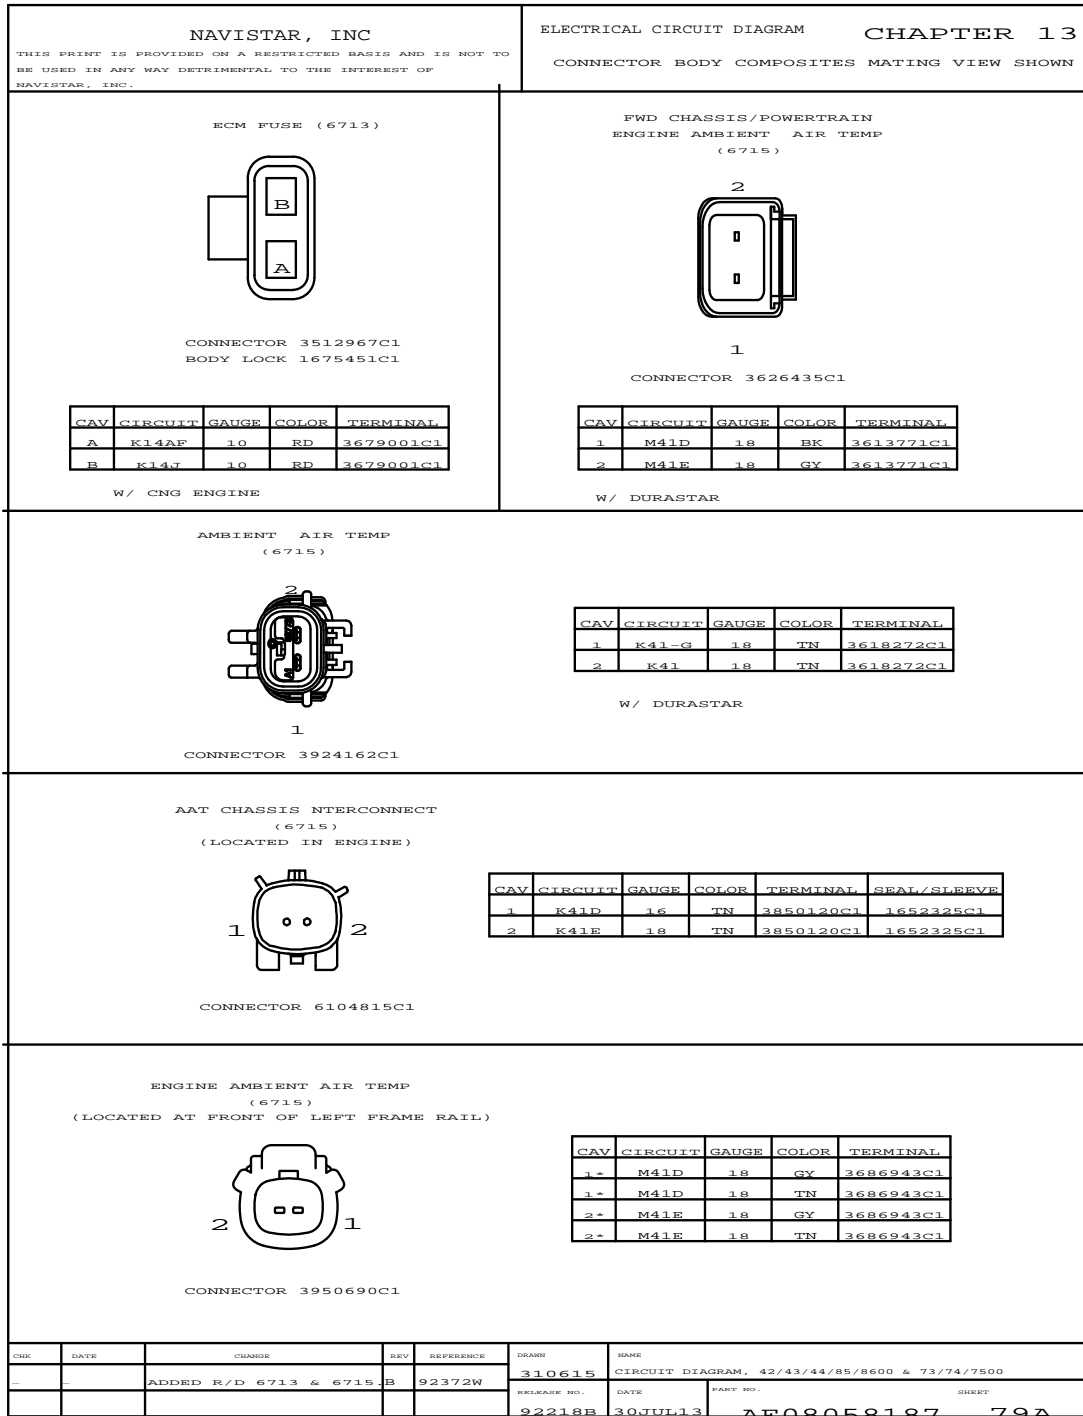 NAVISTAR, INC
THIS PRINT IS PROVIDED ON A RESTRICTED BASIS AND IS NOT TO
BE USED IN ANY WAY DETRIMENTAL TO THE INTEREST OF
NAVISTAR, INC.
ELECTRICAL CIRCUIT DIAGRAM CHAPTER 13
CONNECTOR BODY COMPOSITES MATING VIEW SHOWN
ECM FUSE (6713)
B
A
CONNECTOR 3512967C1
BODY LOCK 1675451C1
CAV CIRCUIT GAUGE COLOR TERMINAL
A K14AF 10 RD 3679001C1
B K14J 10 RD 3679001C1
W/ CNG ENGINE
FWD CHASSIS/POWERTRAIN
ENGINE AMBIENT AIR TEMP
(6715)
2
1
CONNECTOR 3626435C1
CAV CIRCUIT GAUGE COLOR TERMINAL
1 M41D 18 BK 3613771C1
2 M41E 18 GY 3613771C1
W/ DURASTAR
AMBIENT AIR TEMP
(6715)
2
1
CONNECTOR 3924162C1
CAV CIRCUIT GAUGE COLOR TERMINAL
1 K41-G 18 TN 3618272C1
2 K41 18 TN 3618272C1
W/ DURASTAR
AAT CHASSIS NTERCONNECT
(6715)
(LOCATED IN ENGINE)
1 2
CONNECTOR 6104815C1
CAV CIRCUIT GAUGE COLOR TERMINAL SEAL/SLEEVE
1 K41D 16 TN 3850120C1 1652325C1
2 K41E 18 TN 3850120C1 1652325C1
ENGINE AMBIENT AIR TEMP
(6715)
(LOCATED AT FRONT OF LEFT FRAME RAIL)
2 1
CONNECTOR 3950690C1
CAV CIRCUIT GAUGE COLOR TERMINAL
1* M41D 18 GY 3686943C1
1* M41D 18 TN 3686943C1
2* M41E 18 GY 3686943C1
2* M41E 18 TN 3686943C1
CHK DATE CHANGE REV REFERENCE
- - ADDED R/D 6713 & 6715. B 92372W
DRAWN
310615
NAME
CIRCUIT DIAGRAM, 42/43/44/85/8600 & 73/74/7500
RELEASE NO.
92218B
DATE
30JUL13
PART NO.
AE08058187
SHEET
79A